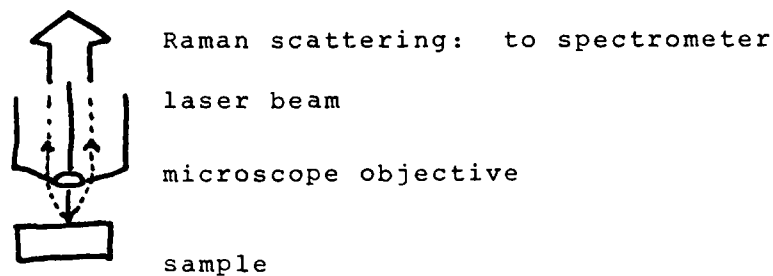 Raman scattering: to spectrometer
laser beam
microscope objective
sample